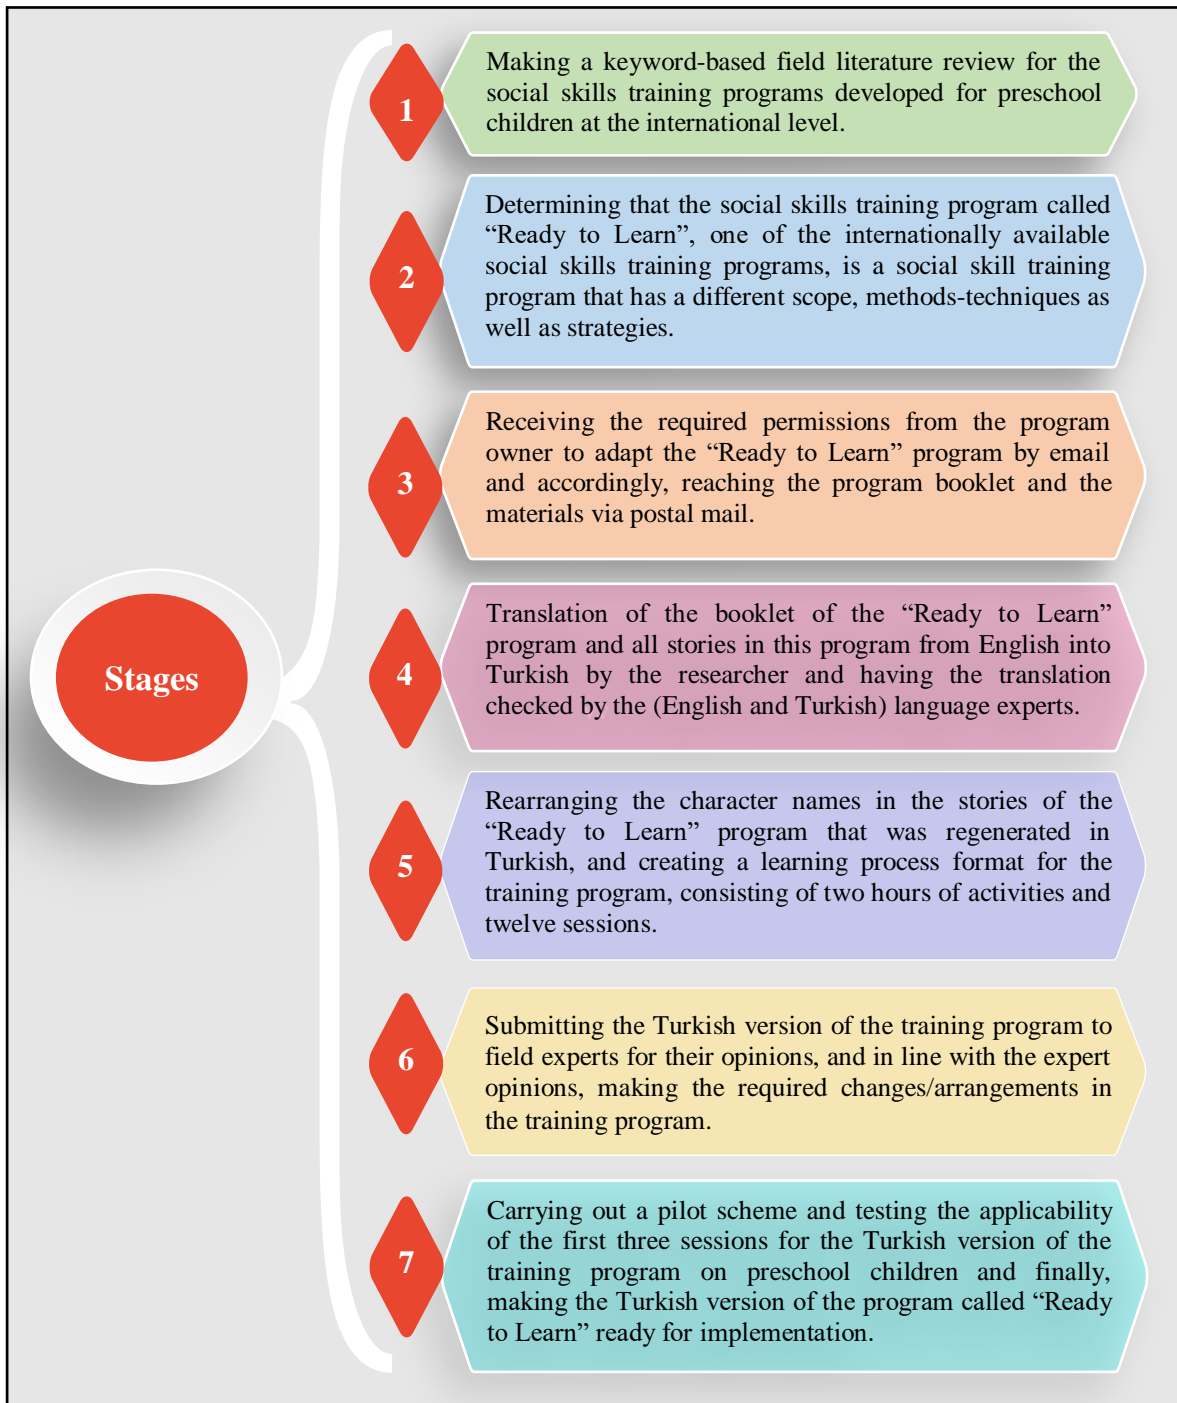 Stages
1
Making a keyword-based field literature review for the
social skills training programs developed for preschool
children at the international level.
2
Determining that the social skills training program called
“Ready to Learn”, one of the internationally available
social skills training programs, is a social skill training
program that has a different scope, methods-techniques as
well as strategies.
3
Receiving the required permissions from the program
owner to adapt the “Ready to Learn” program by email
and accordingly, reaching the program booklet and the
materials via postal mail.
4
Translation of the booklet of the “Ready to Learn”
program and all stories in this program from English into
Turkish by the researcher and having the translation
checked by the (English and Turkish) language experts.
5
Rearranging the character names in the stories of the
“Ready to Learn” program that was regenerated in
Turkish, and creating a learning process format for the
training program, consisting of two hours of activities and
twelve sessions.
6
Submitting the Turkish version of the training program to
field experts for their opinions, and in line with the expert
opinions, making the required changes/arrangements in
the training program.
7
Carrying out a pilot scheme and testing the applicability
of the first three sessions for the Turkish version of the
training program on preschool children and finally,
making the Turkish version of the program called “Ready
to Learn” ready for implementation.